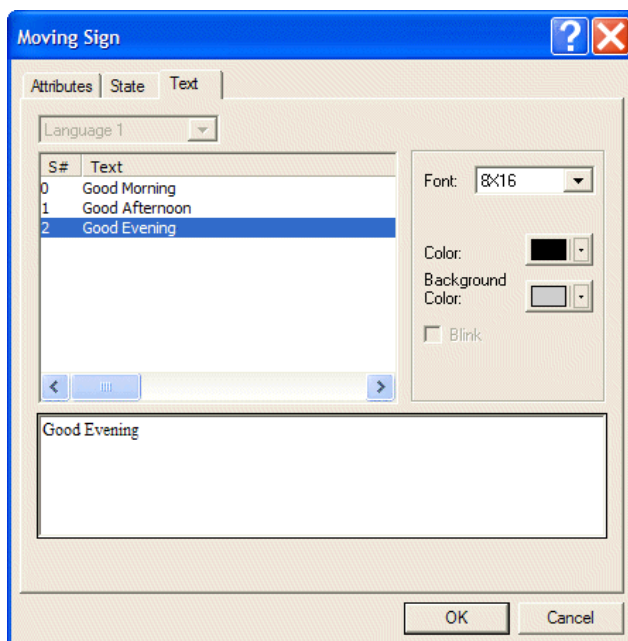 Moving Sign
Attributes State Text
Language 1
S# Text
0 Good Morning
1 Good Afternoon
2 Good Evening
Font: 8X16
Color:
Background
Color:
Blink
Good Evening
OK Cancel